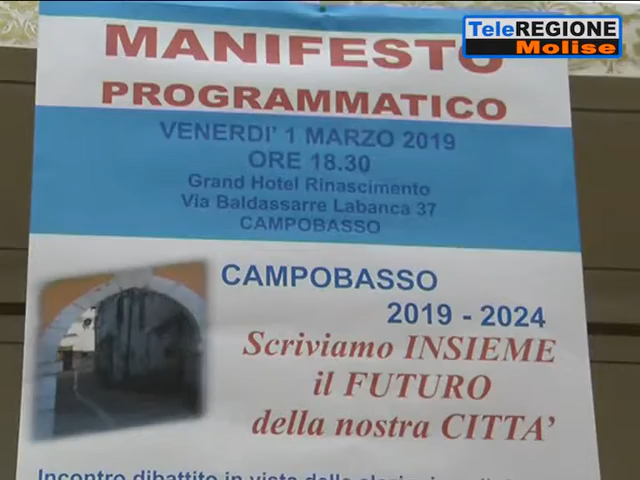 TeleREGIONE
Molise
MANIFESTO
PROGRAMMATICO
VENERDI' 1 MARZO 2019
ORE 18.30
Grand Hotel Rinascimento
Via Baldassarre Labanca 37
CAMPOBASSO
CAMPOBASSO
2019 - 2024
Scriviamo INSIEME
il FUTURO
della nostra CITTA'
Incontro dibattito in vista delle